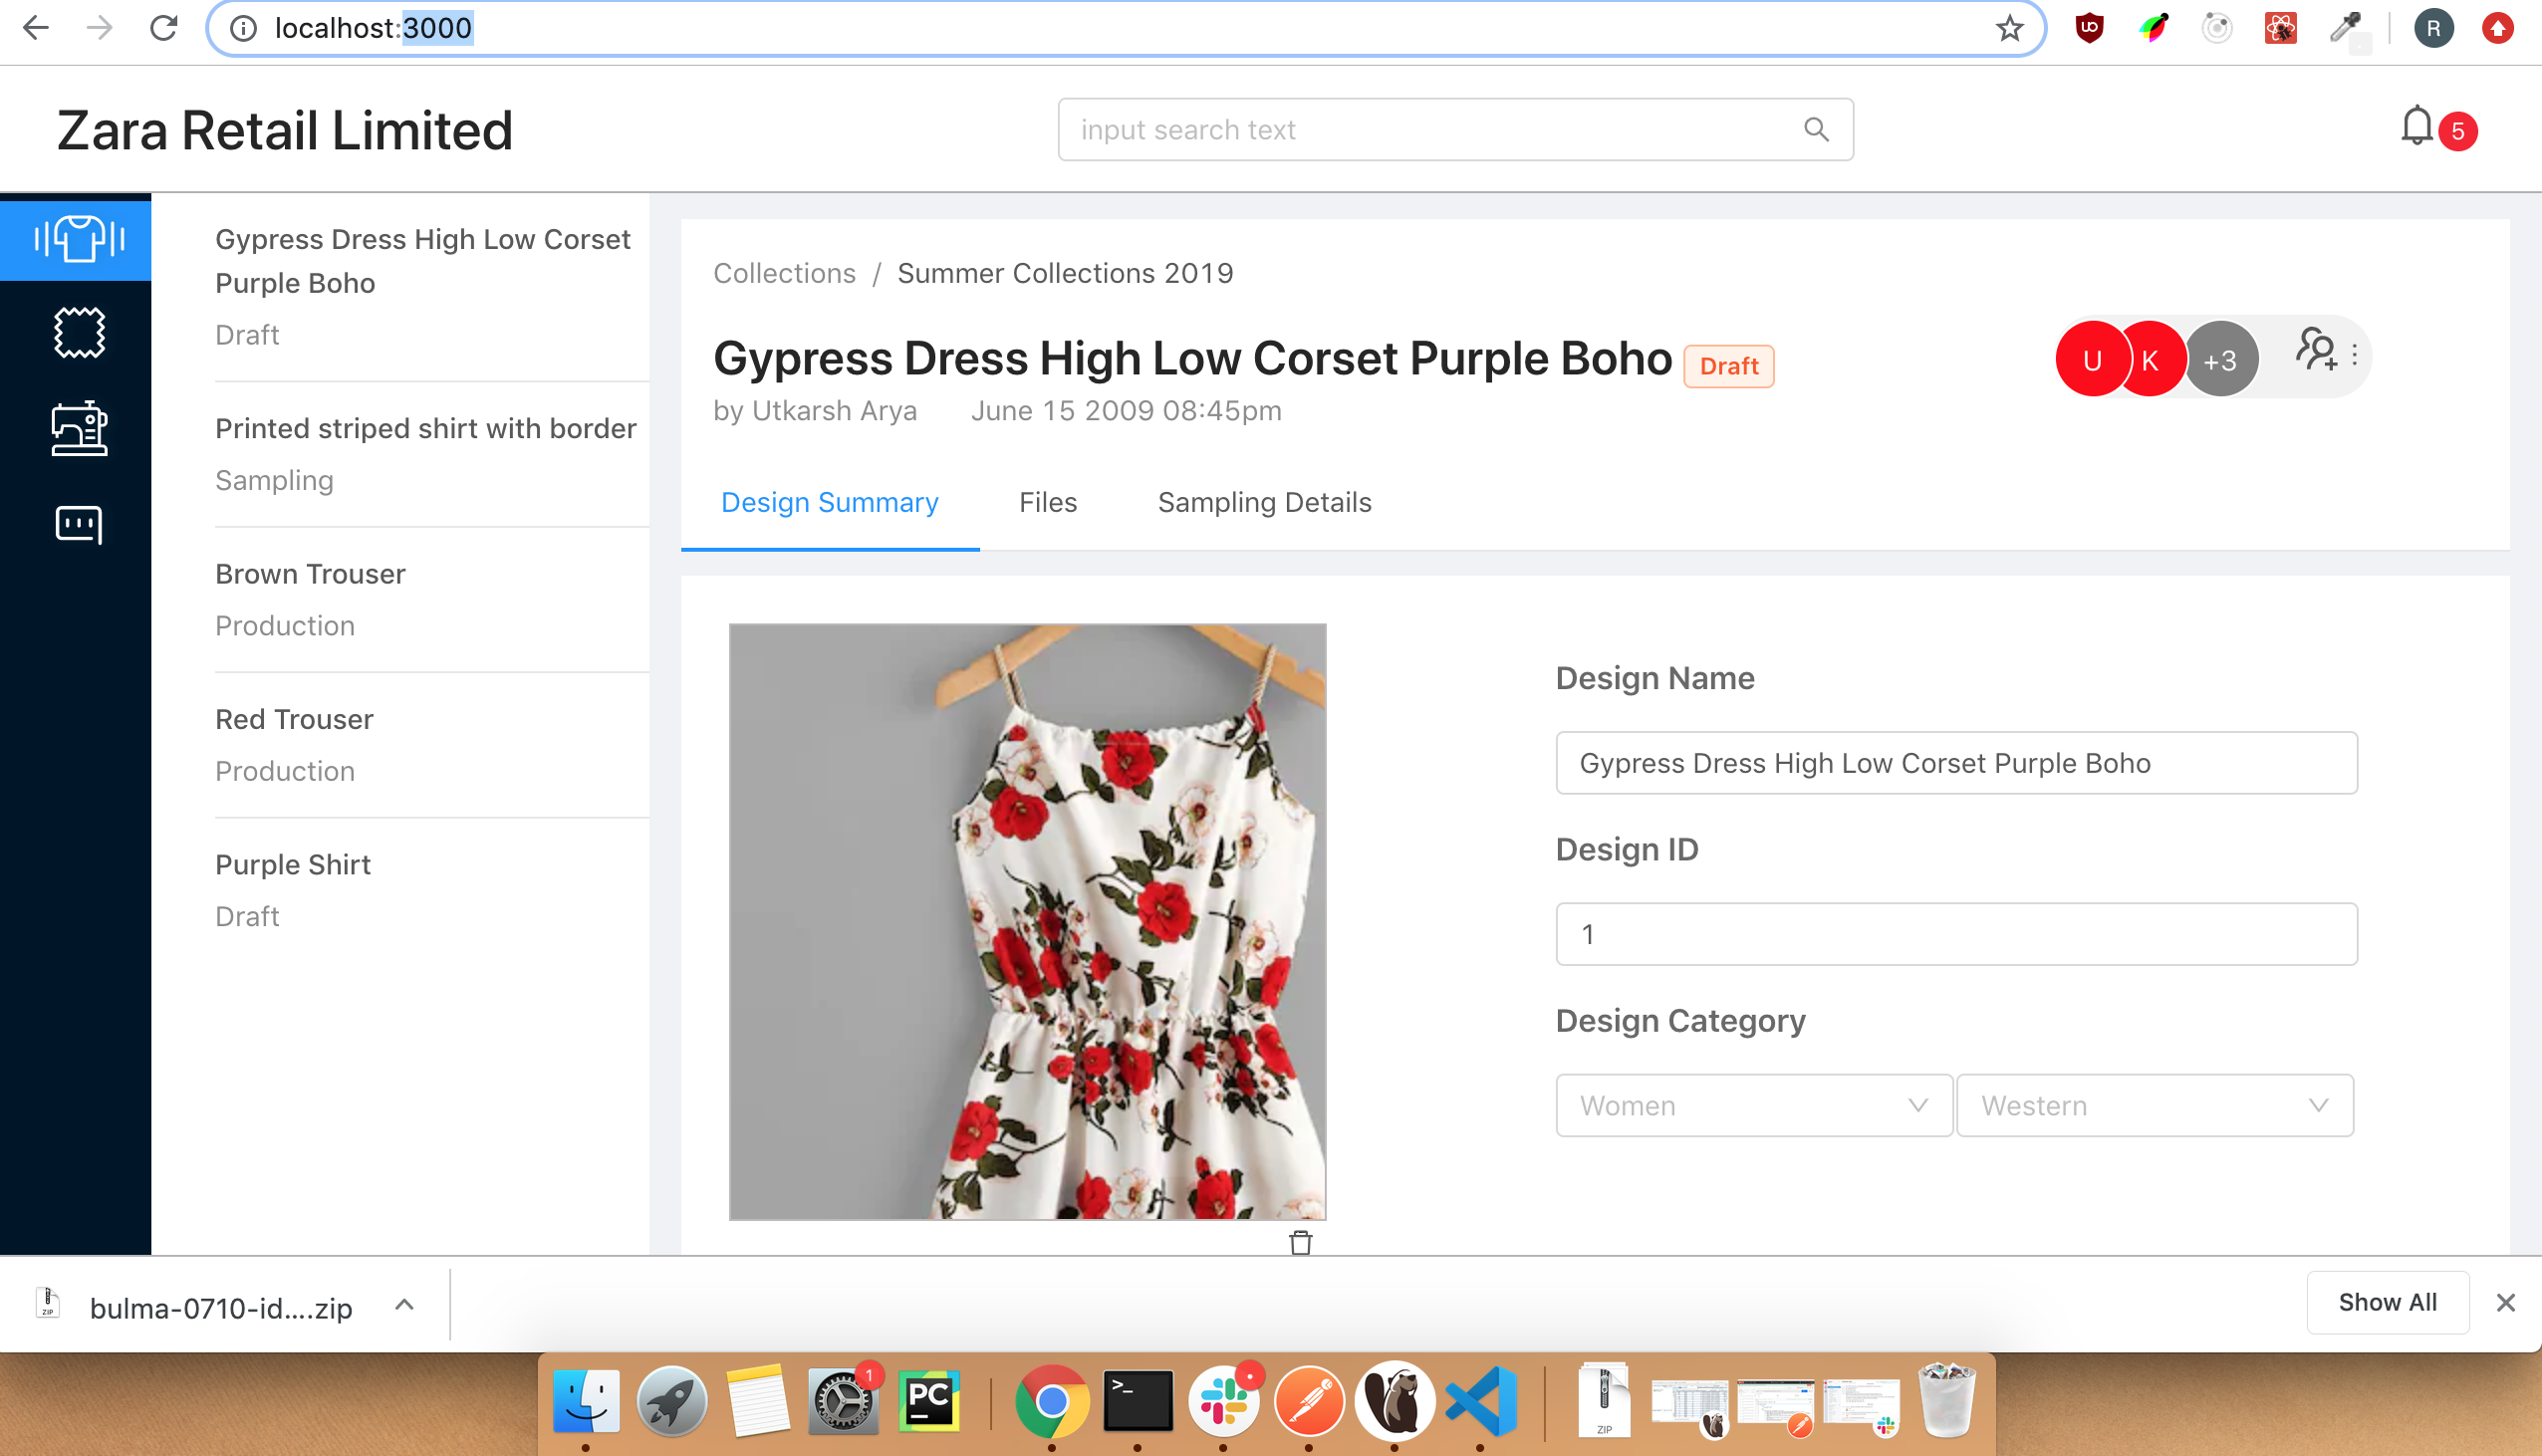 localhost:3000
R
Zara Retail Limited
input search text
5
Gypress Dress High Low Corset
Purple Boho
Draft
Printed striped shirt with border
Sampling
Brown Trouser
Production
Red Trouser
Production
Purple Shirt
Draft
Collections / Summer Collections 2019
Gypress Dress High Low Corset Purple Boho Draft
U K +3
by Utkarsh Arya June 15 2009 08:45pm
Design Summary Files Sampling Details
Design Name
Gypress Dress High Low Corset Purple Boho
Design ID
1
Design Category
Women Western
ZIP
bulma-0710-id....zip
Show All
1
PC
>_
ZIP